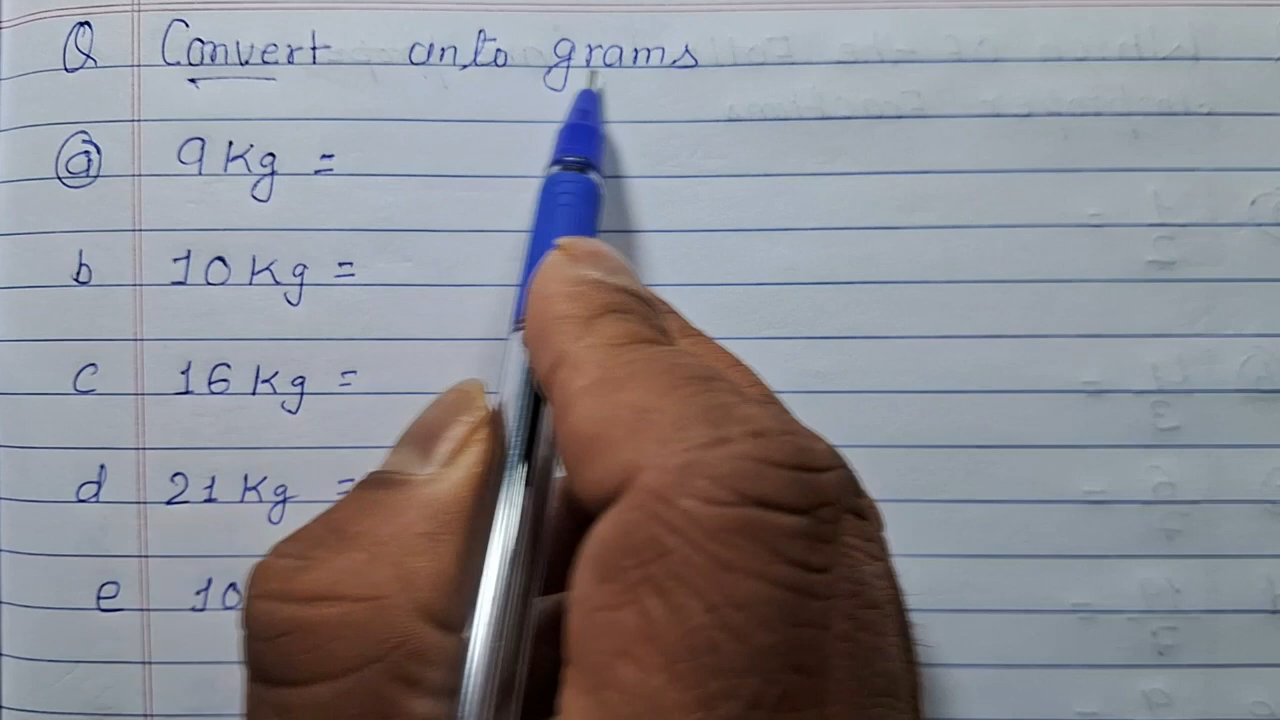 Q Convert into grams
a 9 Kg =
b 10 Kg =
c 16 Kg =
d 21 Kg =
e 10